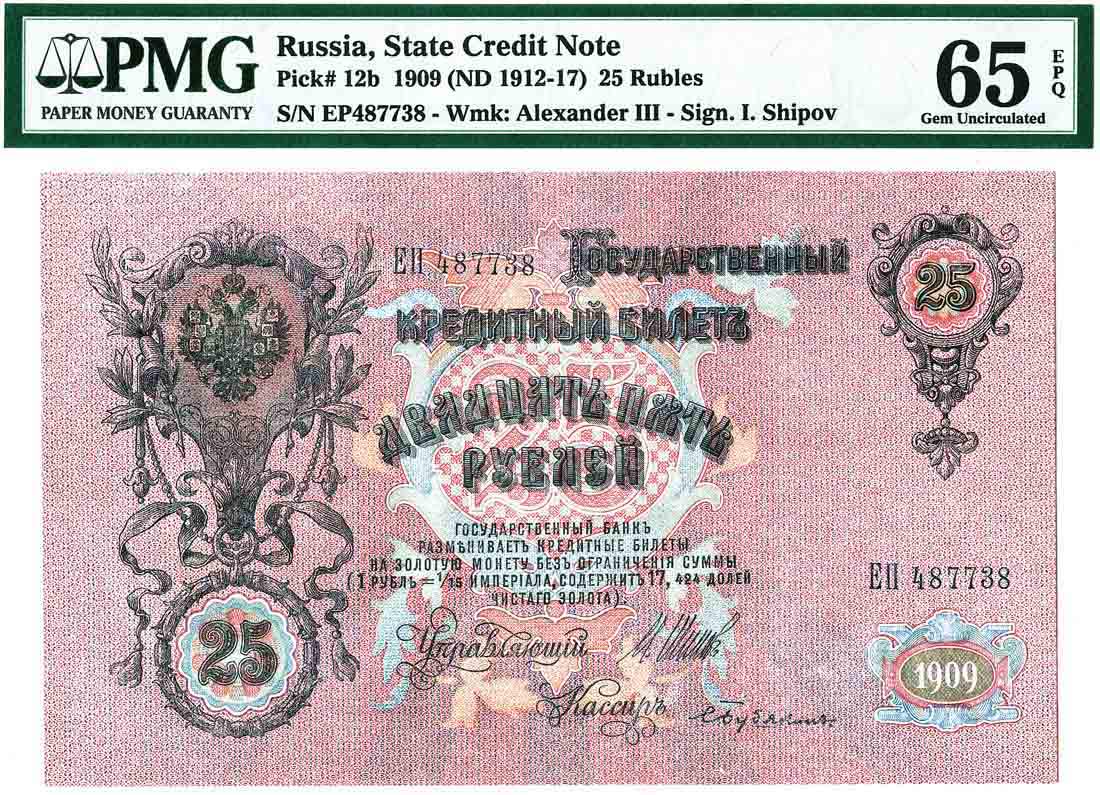 PMG
PAPER MONEY GUARANTY
Russia, State Credit Note
Pick# 12b 1909 (ND 1912-17) 25 Rubles
S/N EP487738 - Wmk: Alexander III - Sign. I. Shipov
65 EPQ
Gem Uncirculated
ЕП 487738
ГОСУДАРСТВЕННЫЙ
КРЕДИТНЫЙ БИЛЕТЪ
25
ДВАДЦАТЬ ПЯТЬ
РУБЛЕЙ
ГОСУДАРСТВЕННЫЙ БАНКЪ
РАЗМѢНИВАЕТЪ КРЕДИТНЫЕ БИЛЕТЫ
НА ЗОЛОТУЮ МОНЕТУ БЕЗЪ ОГРАНИЧЕНІЯ СУММЫ
(1 РУБЛЬ = 1/15 ИМПЕРІАЛА, СОДЕРЖИТЪ 17, 424 ДОЛЕЙ
ЧИСТАГО ЗОЛОТА).
ЕП 487738
25
Управляющій
Кассиръ
1909